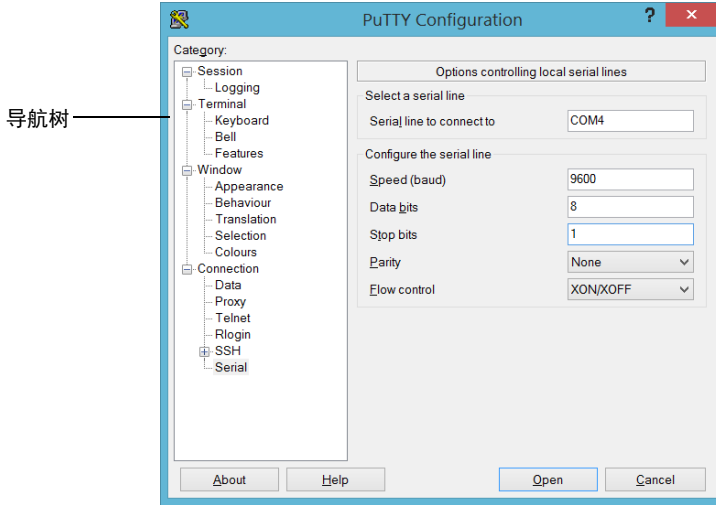 PuTTY Configuration
?
×
Category:
Session
Logging
Terminal
Keyboard
Bell
Features
Window
Appearance
Behaviour
Translation
Selection
Colours
Connection
Data
Proxy
Telnet
Rlogin
SSH
Serial
导航树
Options controlling local serial lines
Select a serial line
Serial line to connect to COM4
Configure the serial line
Speed (baud) 9600
Data bits 8
Stop bits 1
Parity None
Flow control XON/XOFF
About Help Open Cancel